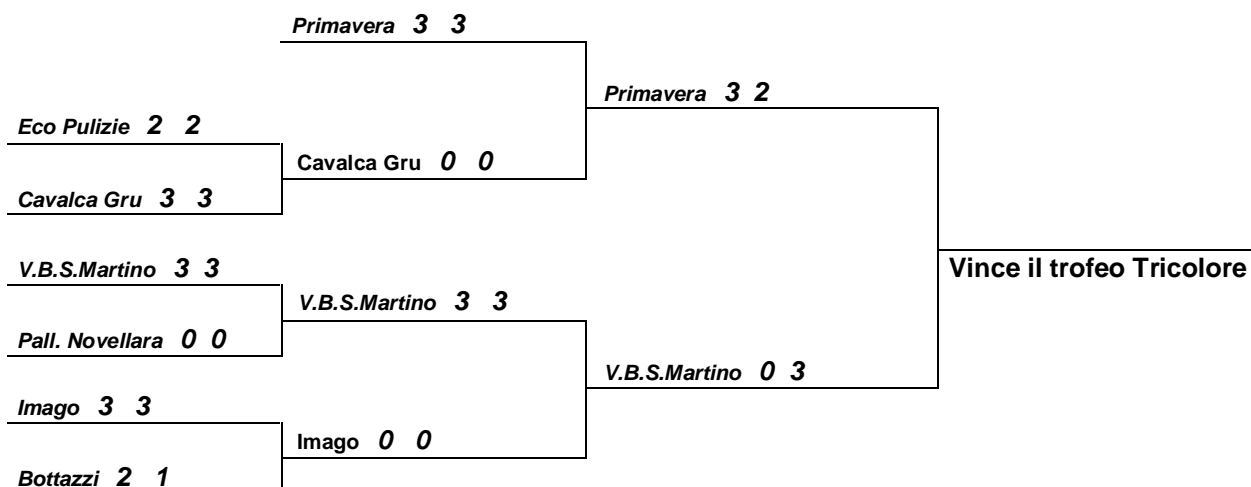 Primavera 3 3
Primavera 3 2
Eco Pulizie 2 2
Cavalca Gru 0 0
Cavalca Gru 3 3
V.B.S.Martino 3 3
Vince il trofeo Tricolore
V.B.S.Martino 3 3
Pall. Novellara 0 0
V.B.S.Martino 0 3
Imago 3 3
Imago 0 0
Bottazzi 2 1